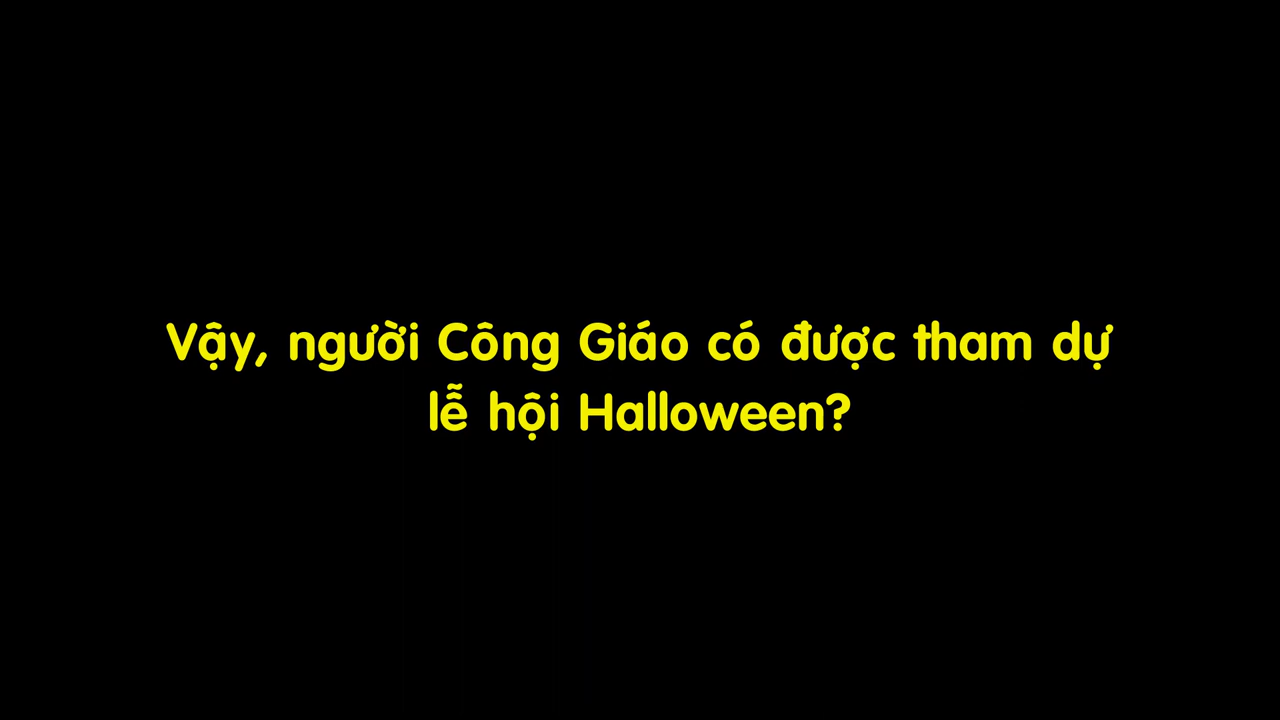 Vậy, người Công Giáo có được tham dự
lễ hội Halloween?